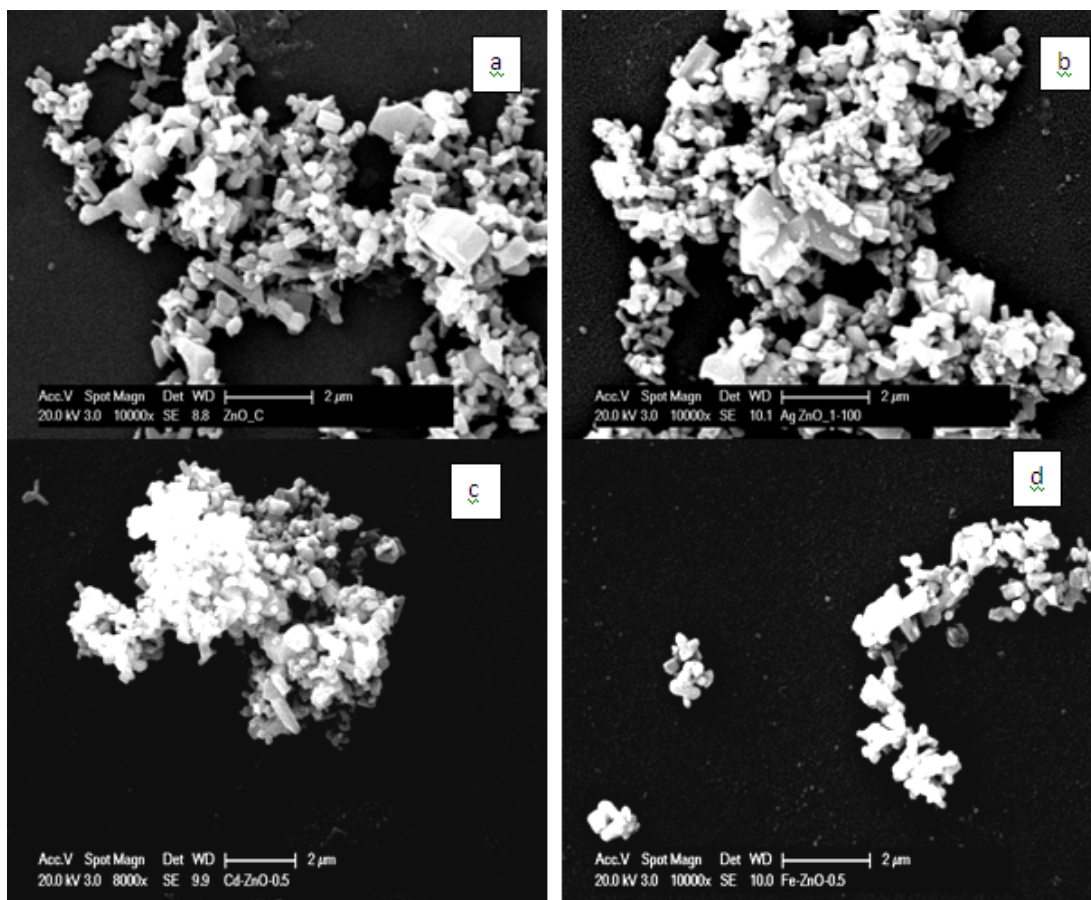 a
Acc.V Spot Magn Det WD 2 µm
20.0 kV 3.0 10000x SE 8.8 ZnO_C
b
Acc.V Spot Magn Det WD 2 µm
20.0 kV 3.0 10000x SE 10.1 Ag ZnO_1-100
c
Acc.V Spot Magn Det WD 2 µm
20.0 kV 3.0 8000x SE 9.9 Cd-ZnO-0.5
d
Acc.V Spot Magn Det WD 2 µm
20.0 kV 3.0 10000x SE 10.0 Fe-ZnO-0.5